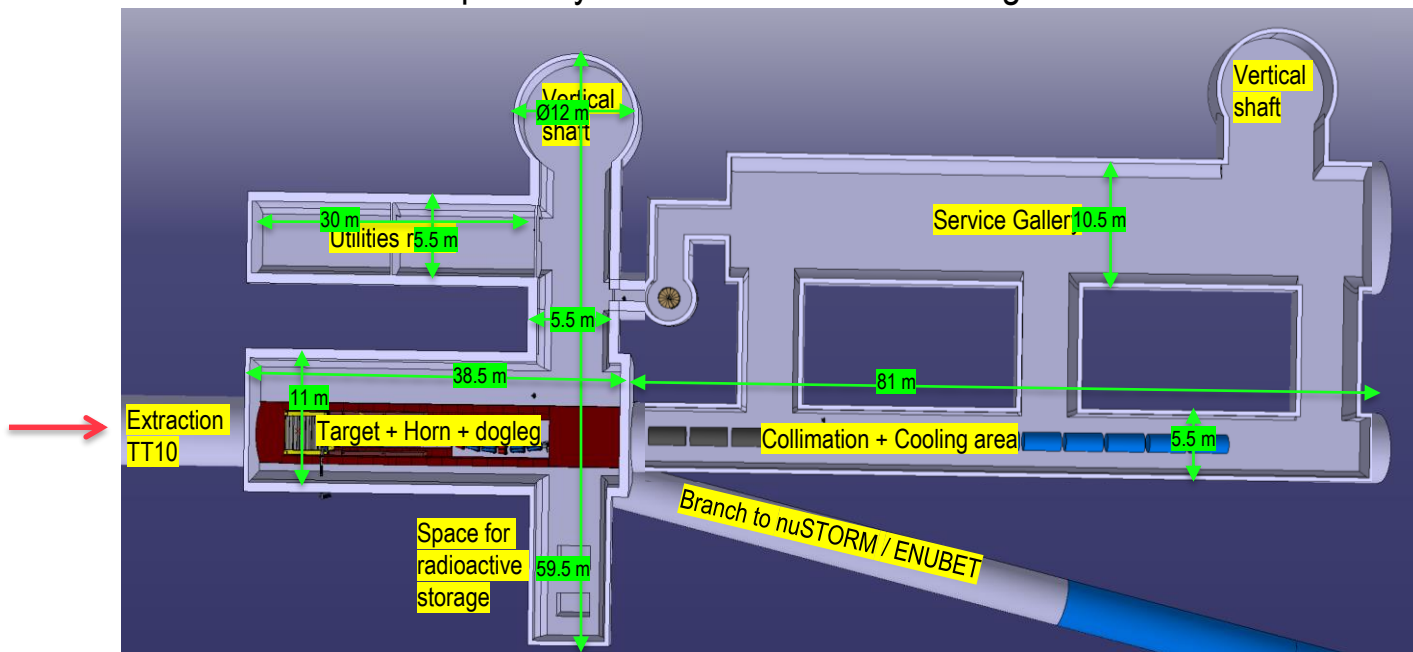 Vertical
Ø12 m
shaft
Vertical
shaft
30 m
Utilities
5.5 m
Service Gallery
10.5 m
5.5 m
38.5 m
81 m
11 m
Extraction
TT10
Target + Horn + dogleg
Collimation + Cooling area
5.5 m
Branch to nuSTORM / ENUBET
Space for
radioactive
storage
59.5 m